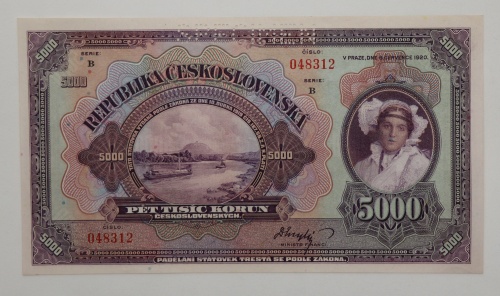 5000 5000
SERIE:
B
ČÍSLO:
048312
V PRAZE, DNE 6. ČERVENCE 1920.
SERIE:
B
5000
REPUBLIKA ČESKOSLOVENSKÁ
5000 5000
PĚT TISÍC KORUN
ČESKOSLOVENSKÝCH.
ČÍSLO:
048312
5000
MINISTR FINANCÍ
5000 5000
PADĚLÁNÍ STÁTOVEK TRESTÁ SE PODLE ZÁKONA.